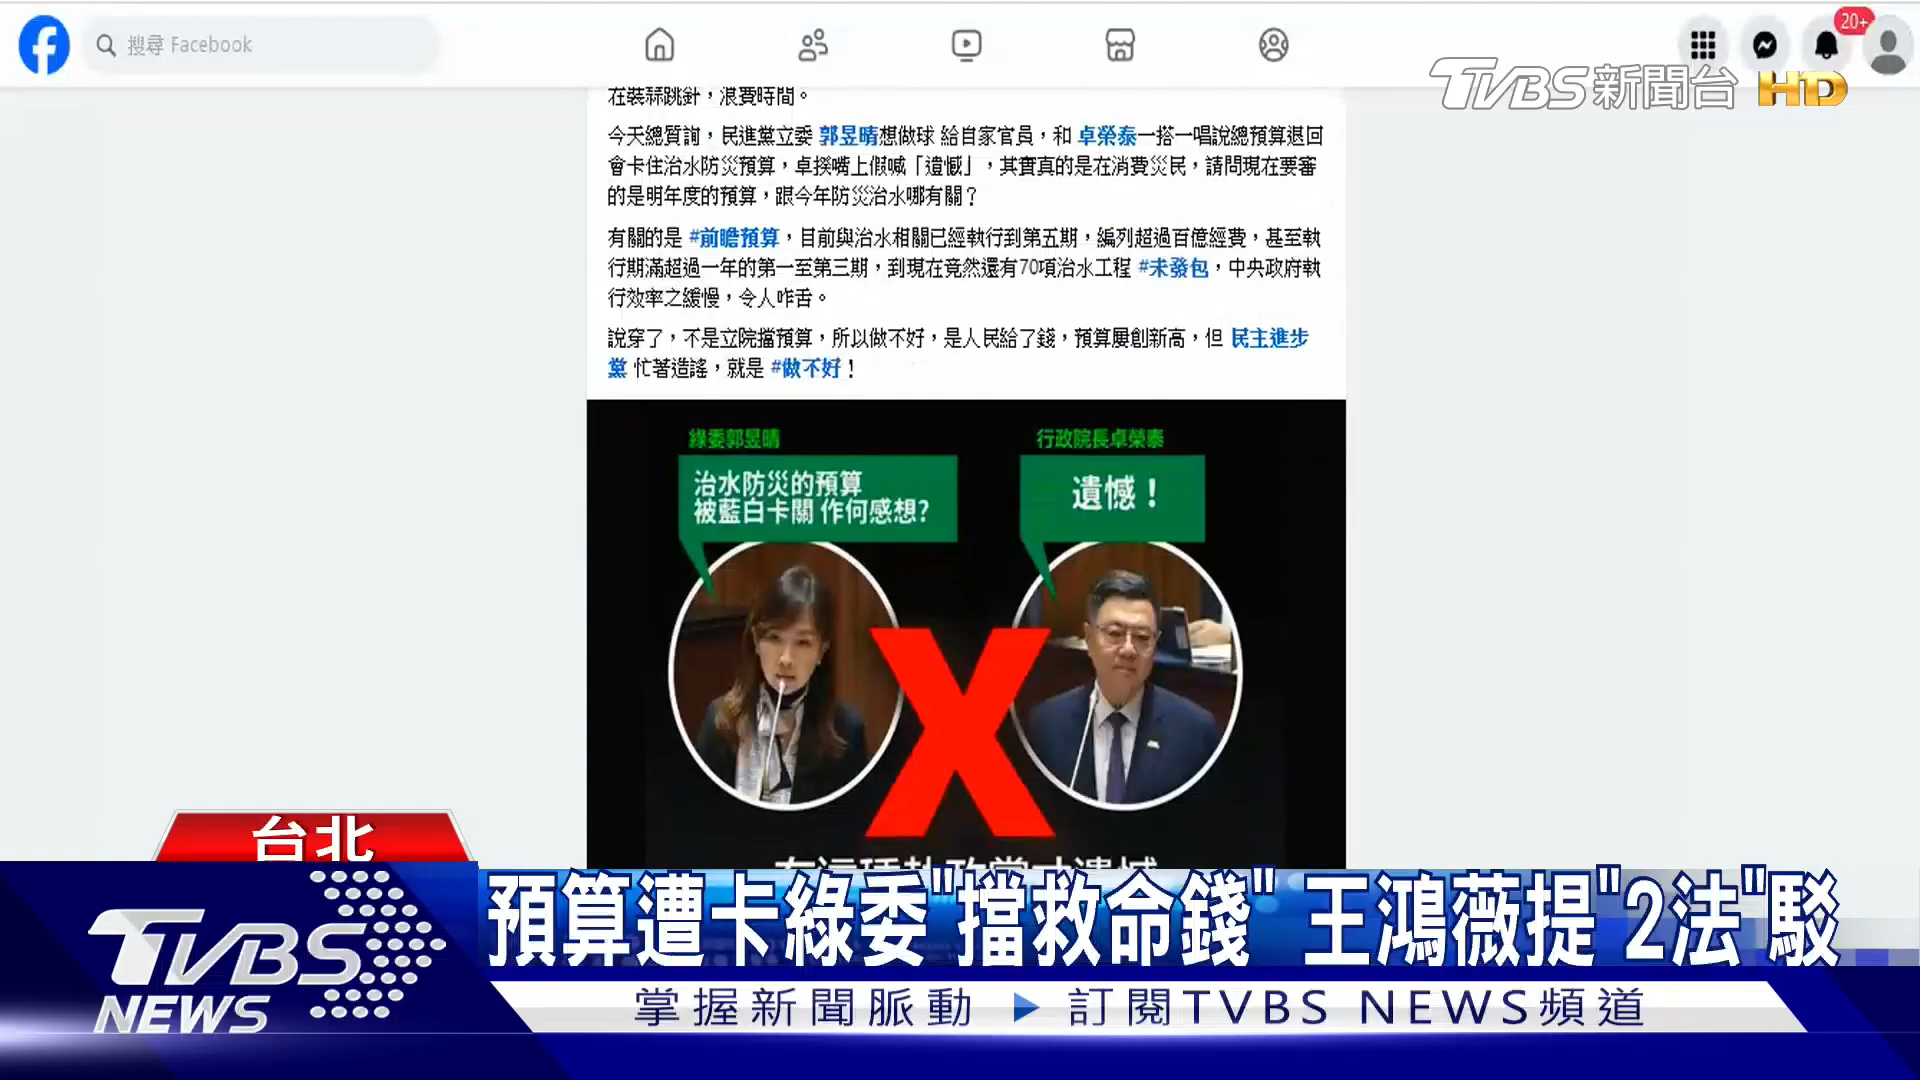 搜尋 Facebook
20+
TVBS新聞台 HD
在裝蒜跳針，浪費時間。
今天總質詢，民進黨立委 郭昱晴想做球 給自家官員，和 卓榮泰一搭一唱說總預算退回
會卡住治水防災預算，卓揆嘴上假喊「遺憾」，其實真的是在消費災民，請問現在要審
的是明年度的預算，跟今年防災治水哪有關？
有關的是 #前瞻預算，目前與治水相關已經執行到第五期，編列超過百億經費，甚至執
行期滿超過一年的第一至第三期，到現在竟然還有70項治水工程 #未發包，中央政府執
行效率之緩慢，令人咋舌。
說穿了，不是立院擋預算，所以做不好，是人民給了錢，預算屢創新高，但 民主進步
黨 忙著造謠，就是 #做不好！
綠委郭昱晴
治水防災的預算
被藍白卡關 作何感想?
行政院長卓榮泰
遺憾！
X
台北
預算遭卡綠委"擋救命錢" 王鴻薇提"2法"駁
TVBS
NEWS
掌握新聞脈動 ▶ 訂閱TVBS NEWS頻道